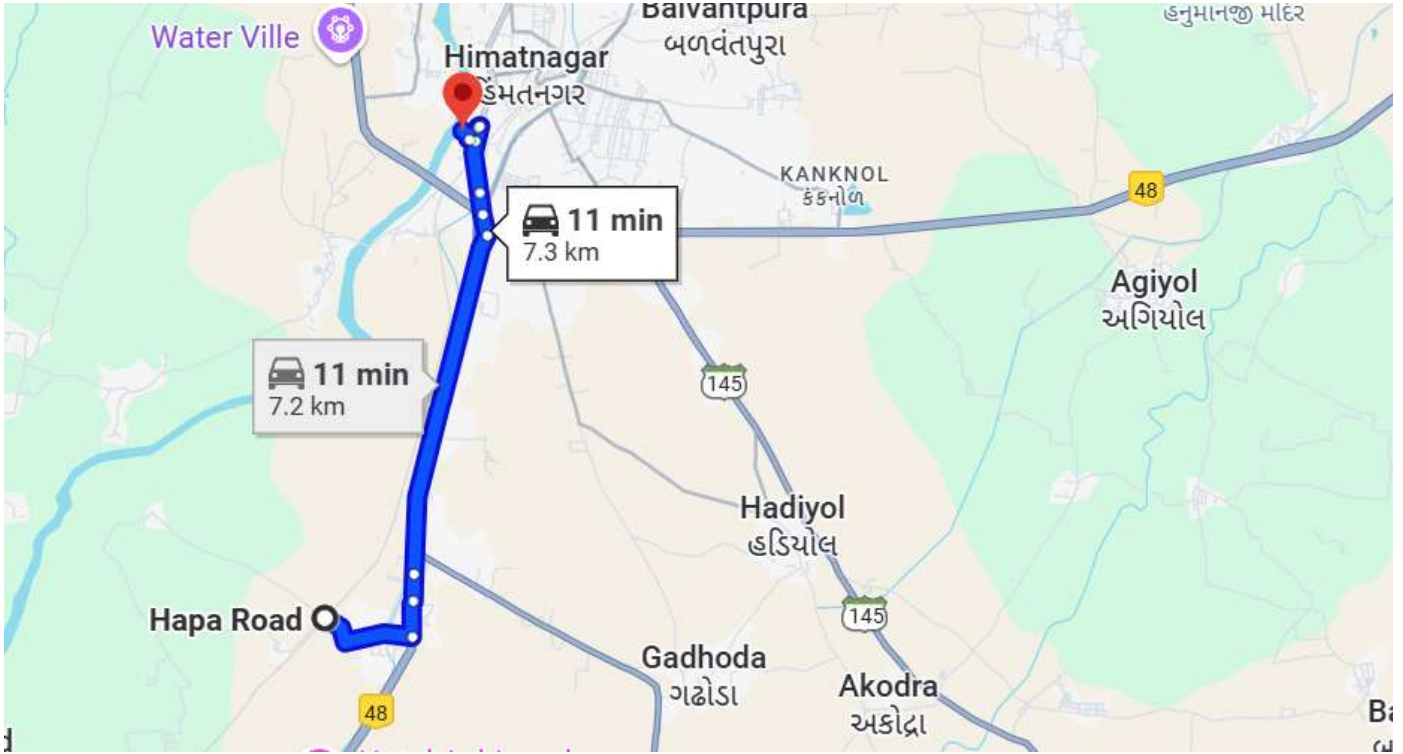 Balvantpura
બળવંતપુરા
હનુમાનજી મંદિર
Water Ville
Himatnagar
હિંમતનગર
KANKNOL
કંકનોળ
48
11 min
7.3 km
Agiyol
અગિયોલ
11 min
7.2 km
145
Hadiyol
હડિયોલ
145
Hapa Road
Gadhoda
ગઢોડા
Akodra
અકોદ્રા
48